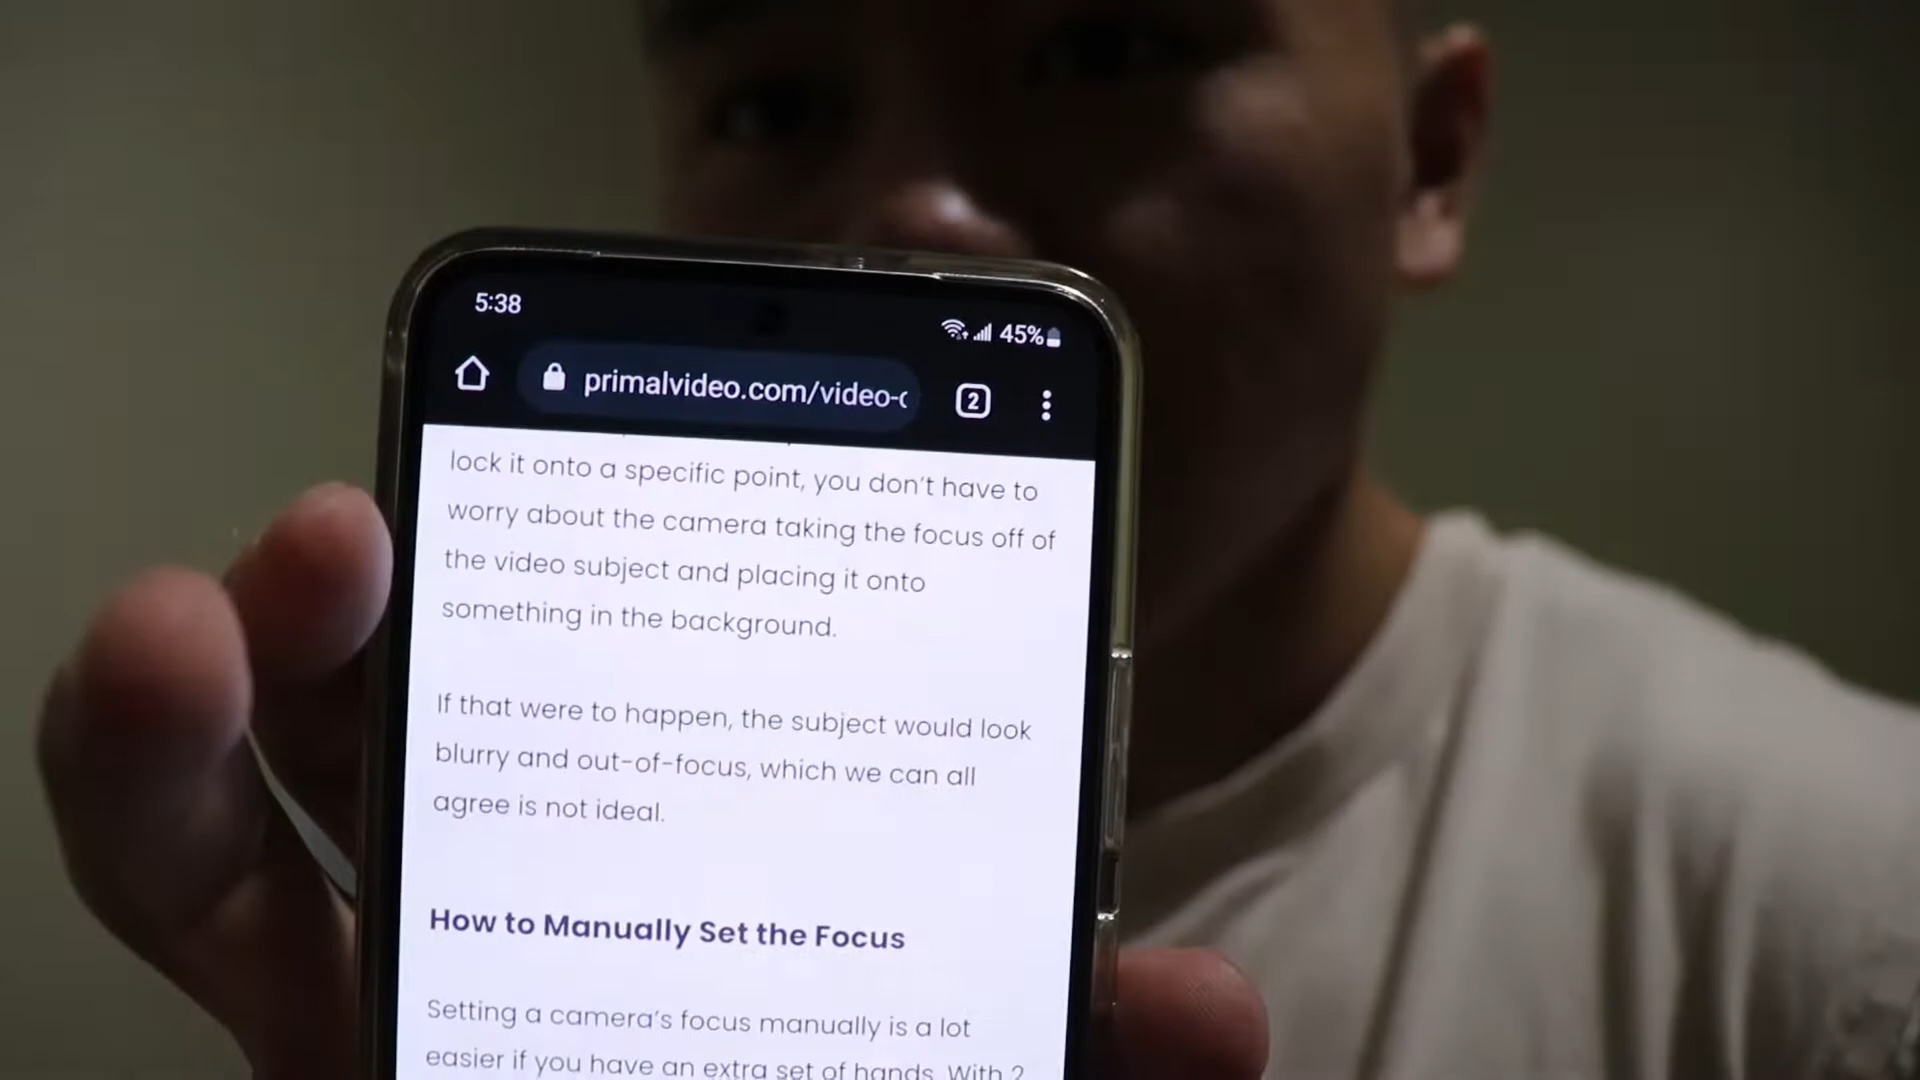 5:38
45%
primalvideo.com/video-c
2
lock it onto a specific point, you don't have to
worry about the camera taking the focus off of
the video subject and placing it onto
something in the background.
If that were to happen, the subject would look
blurry and out-of-focus, which we can all
agree is not ideal.
How to Manually Set the Focus
Setting a camera's focus manually is a lot
easier if you have an extra set of hands. With 2